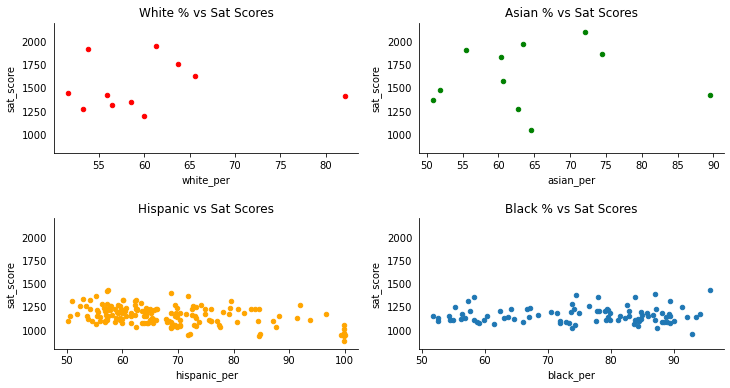 White % vs Sat Scores
2000
1750
1500
1250
1000
sat_score
55 60 65 70 75 80
white_per
Asian % vs Sat Scores
2000
1750
1500
1250
1000
sat_score
50 55 60 65 70 75 80 85 90
asian_per
Hispanic vs Sat Scores
2000
1750
1500
1250
1000
sat_score
50 60 70 80 90 100
hispanic_per
Black % vs Sat Scores
2000
1750
1500
1250
1000
sat_score
50 60 70 80 90
black_per